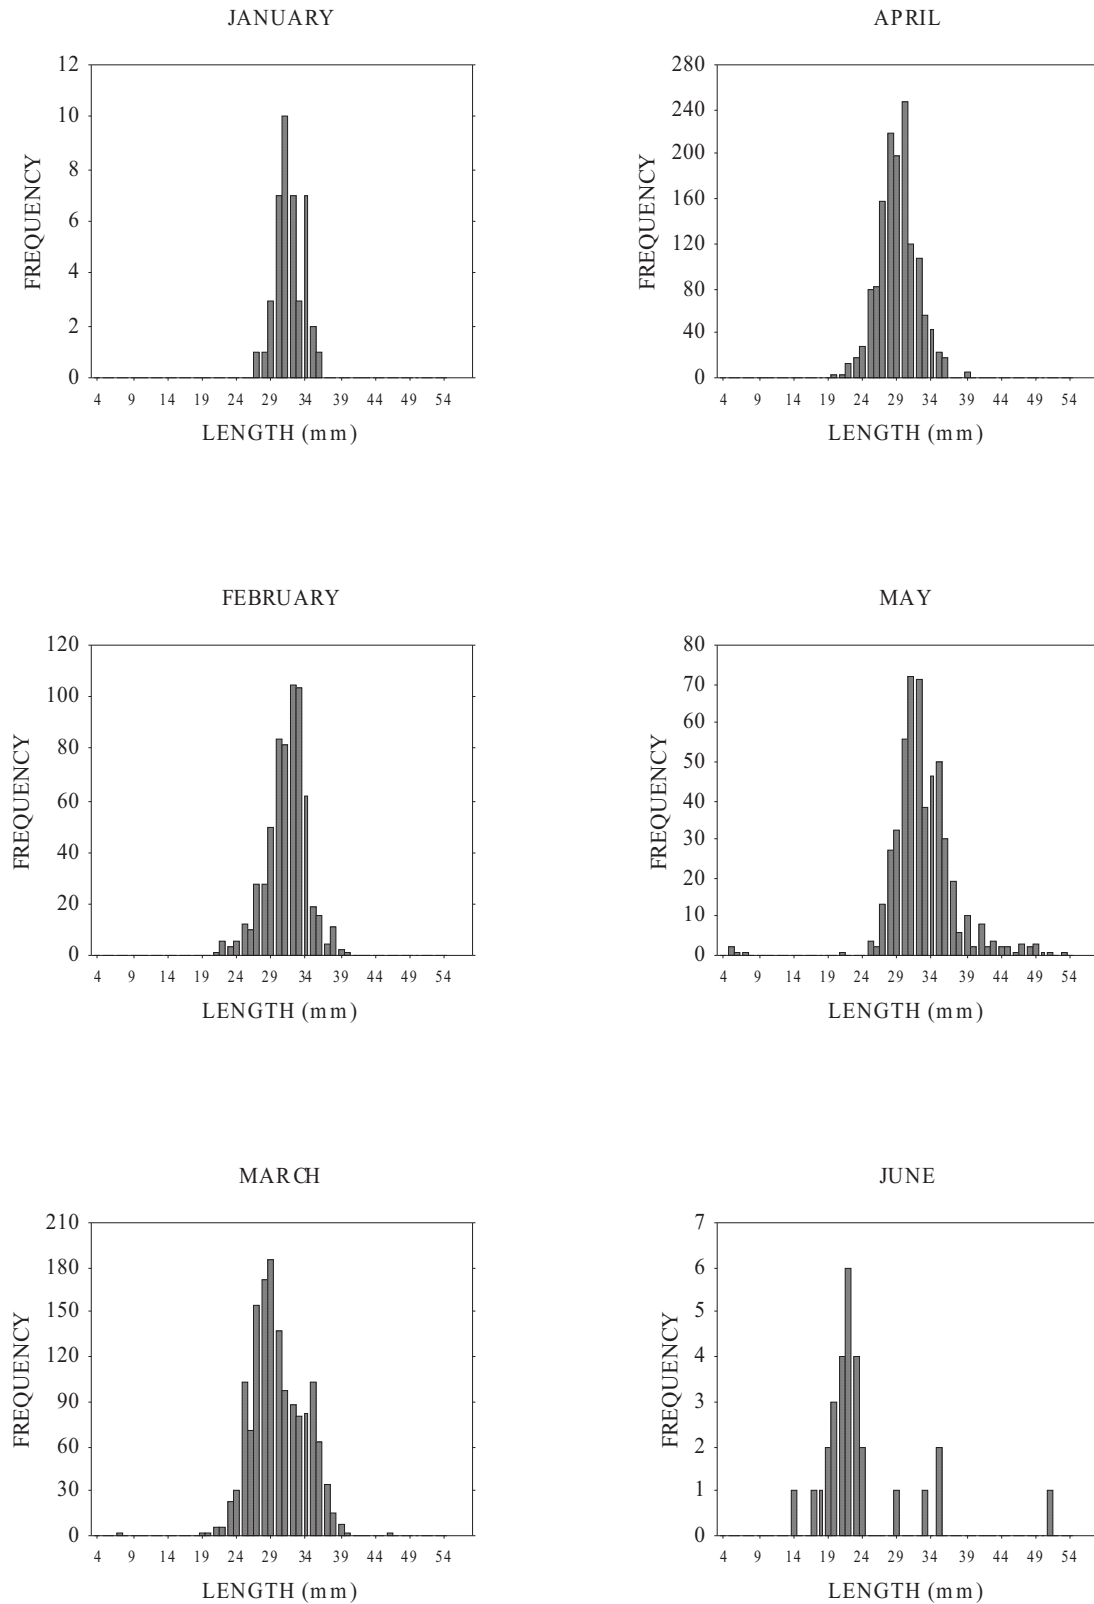 JANUARY
12
10
8
6
4
2
0
FREQUENCY
4 9 14 19 24 29 34 39 44 49 54
LENGTH (mm)
APRIL
280
240
200
160
120
80
40
0
FREQUENCY
4 9 14 19 24 29 34 39 44 49 54
LENGTH (mm)
FEBRUARY
120
100
80
60
40
20
0
FREQUENCY
4 9 14 19 24 29 34 39 44 49 54
LENGTH (mm)
MAY
80
70
60
50
40
30
20
10
0
FREQUENCY
4 9 14 19 24 29 34 39 44 49 54
LENGTH (mm)
MARCH
210
180
150
120
90
60
30
0
FREQUENCY
4 9 14 19 24 29 34 39 44 49 54
LENGTH (mm)
JUNE
7
6
5
4
3
2
1
0
FREQUENCY
4 9 14 19 24 29 34 39 44 49 54
LENGTH (mm)